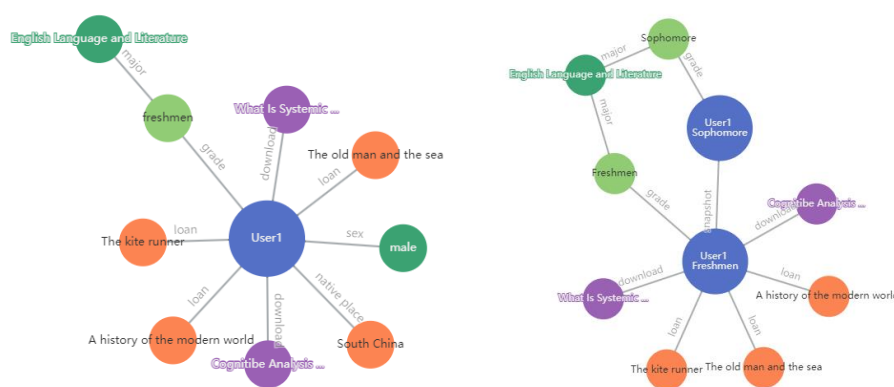 English Language and Literature
major
freshmen
grade
What Is Systemic ...
download
The old man and the sea
loan
User1
sex
male
The kite runner
loan
native place
South China
A history of the modern world
loan
download
Cognitibe Analysis ...
Sophomore
major
grade
English Language and Literature
User1
Sophomore
major
Freshmen
grade
snapshot
Cognitibe Analysis ...
download
User1
Freshmen
What Is Systemic ...
download
loan
A history of the modern world
loan
The kite runner
loan
The old man and the sea